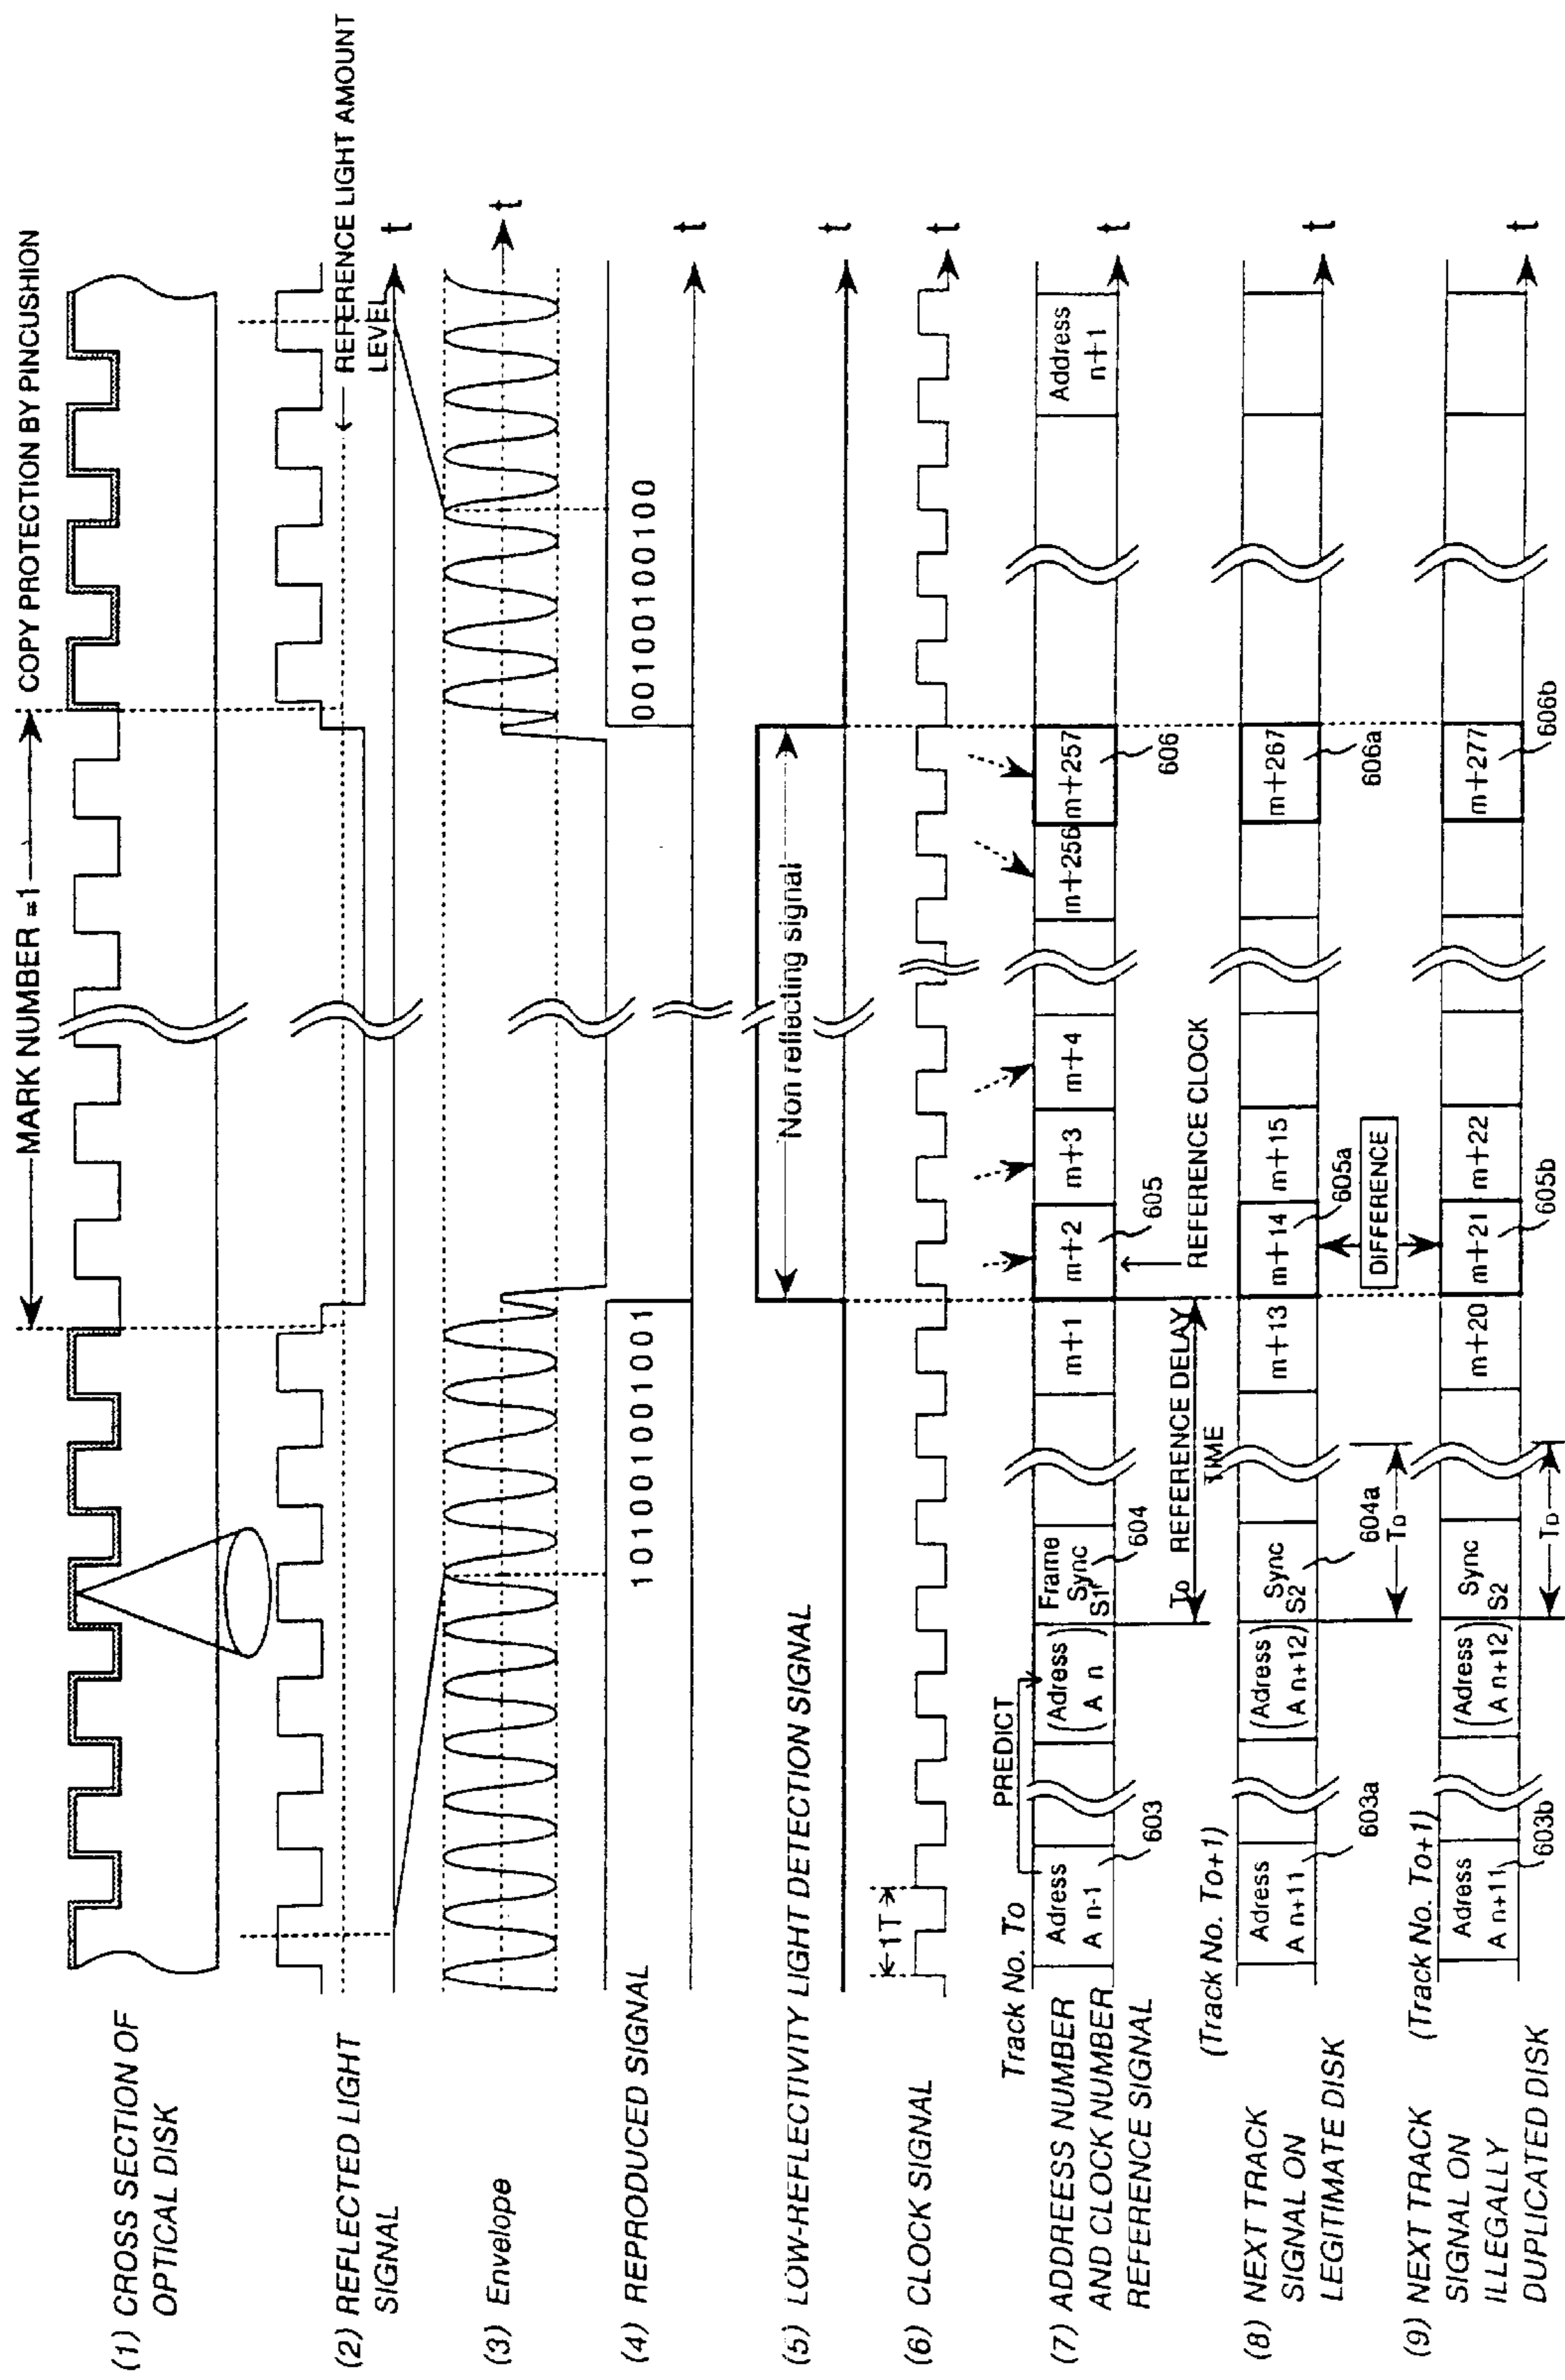 MARK NUMBER =1
COPY PROTECTION BY PINCUSHION
(1) CROSS SECTION OF
OPTICAL DISK
(2) REFLECTED LIGHT
SIGNAL
REFERENCE LIGHT AMOUNT
LEVEL
t
(3) Envelope
t
(4) REPRODUCED SIGNAL
101001001001
001001001 00100
t
(5) LOW-REFLECTIVITY LIGHT DETECTION SIGNAL
Non reflecting signal
t
(6) CLOCK SIGNAL
1T
t
Track No. To
PREDICT
(7) ADDREESS NUMBER
AND CLOCK NUMBER
REFERENCE SIGNAL
Adress
A n-1
603
(Adress
A n)
Frame
Sync
S1
604
m+1
m+2
605
m+3
m+4
m+256
m+257
606
Address
n+1
t
TD REFERENCE DELAY
TIME
REFERENCE CLOCK
(Track No. To+1)
(8) NEXT TRACK
SIGNAL ON
LEGITIMATE DISK
Adress
A n+11
603a
(Adress
A n+12)
Sync
S2
604a
m+13
m+14
605a
m+15
m+267
606a
t
TD
DIFFERENCE
(Track No. To+1)
(9) NEXT TRACK
SIGNAL ON
ILLEGALLY
DUPLICATED DISK
Adress
A n+11
603b
(Adress
A n+12)
Sync
S2
m+20
m+21
605b
m+22
m+277
606b
t
TD